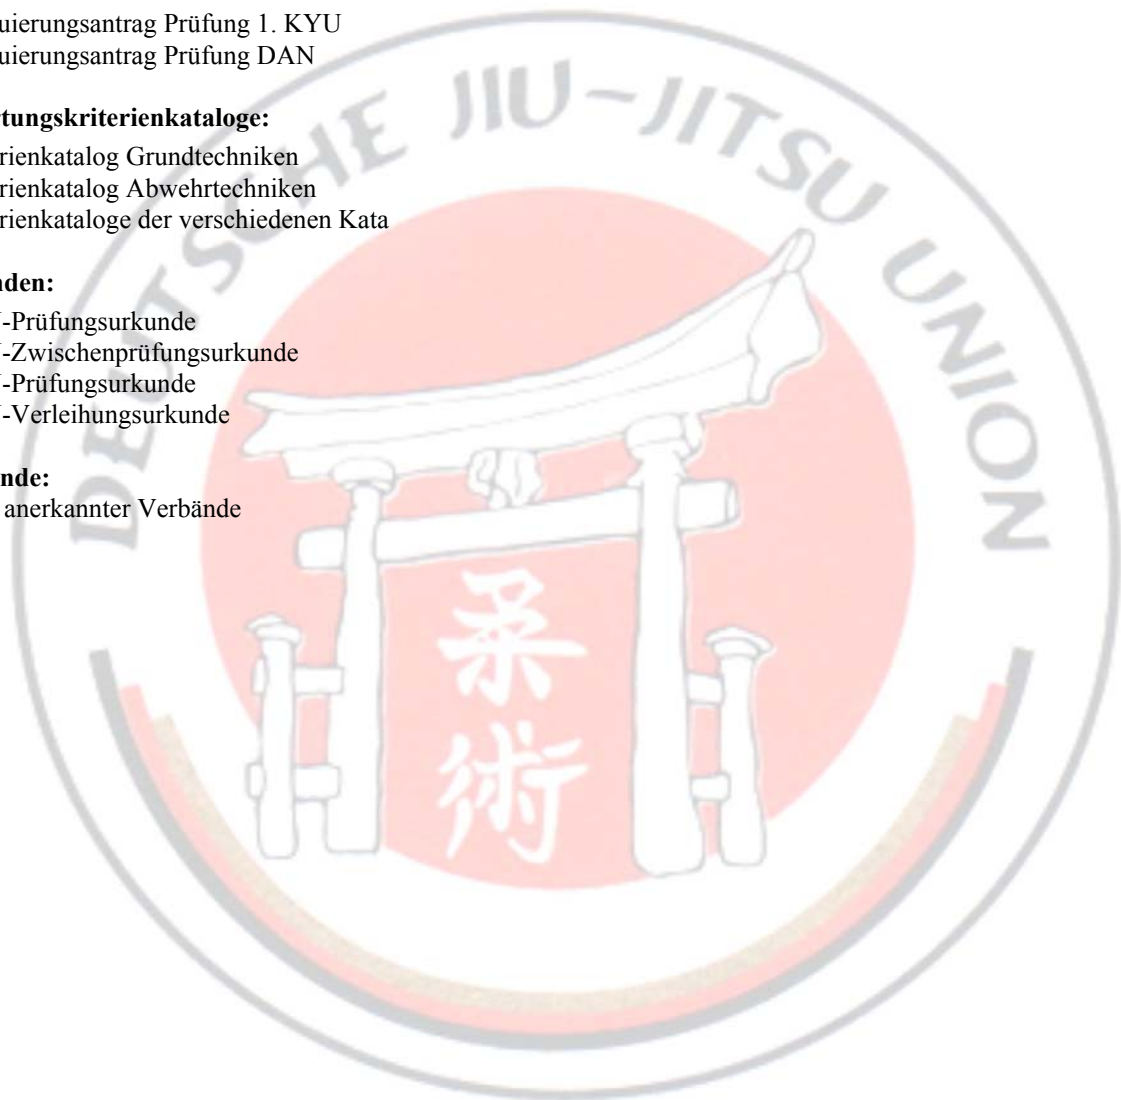 uierungsantrag Prüfung 1. KYU
uierungsantrag Prüfung DAN
rtungskriterienkataloge:
rienkatalog Grundtechniken
rienkatalog Abwehrtechniken
rienkataloge der verschiedenen Kata
nden:
-Prüfungsurkunde
-Zwischenprüfungsurkunde
-Prüfungsurkunde
-Verleihungsurkunde
nde:
anerkannter Verbände
DEUTSCHE JIU-JITSU UNION
柔術